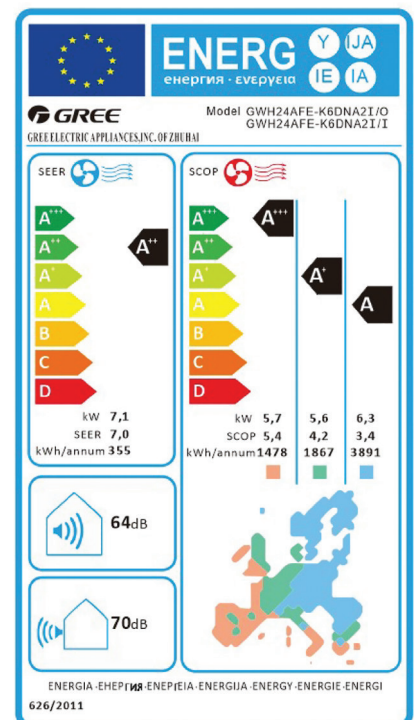 ENERG Y IJA
енергия · ενεργεια IE IA
GREE Model GWH24AFE-K6DNA2I/O
GWH24AFE-K6DNA2I/I
GREE ELECTRIC APPLIANCES,INC. OF ZHUHAI
SEER SCOP
A+++ A+++ A+++
A++ A++ A++
A+ A+ A+
A A A
B B
C C
D D
kW 7,1 kW 5,7 5,6 6,3
SEER 7,0 SCOP 5,4 4,2 3,4
kWh/annum 355 kWh/annum 1478 1867 3891
64dB
70dB
ENERGIA -ЕНЕРГИЯ -ΕΝΕΡΓΕΙΑ -ENERGIJA -ENERGY -ENERGIE -ENERGI
626/2011